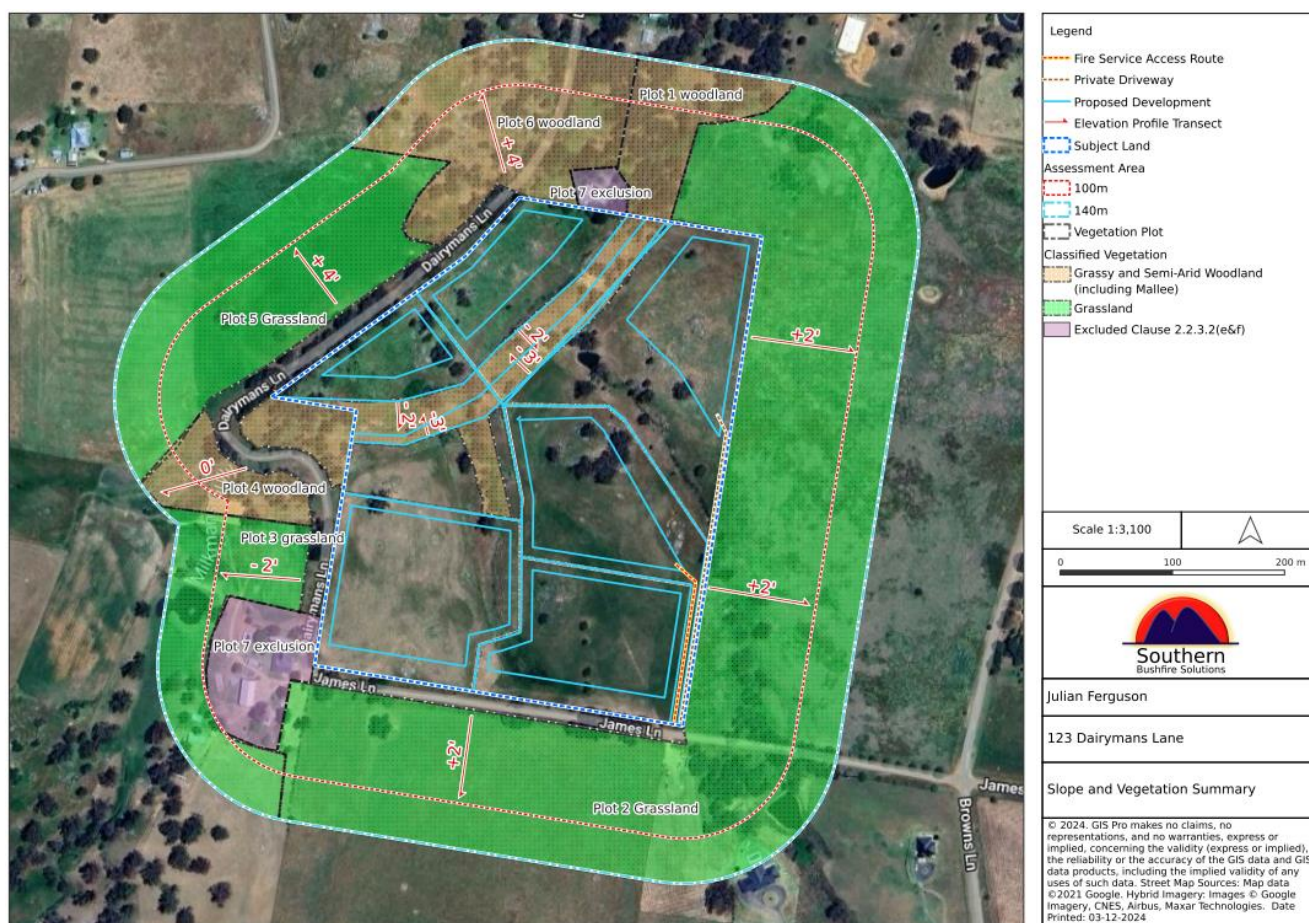 Plot 1 woodland
Plot 6 woodland
+ 4'
Plot 7 exclusion
Dairymans Ln
+ 4'
Plot 5 Grassland
- 2'
- 3'
+2'
Dairymans Ln
- 2'
-3'
0'
Plot 4 woodland
Plot 3 grassland
- 2'
Dairymans Ln
+2'
Plot 7 exclusion
James Ln
James Ln
+2'
Plot 2 Grassland
James
Browns Ln
Legend
Fire Service Access Route
Private Driveway
Proposed Development
Elevation Profile Transect
Subject Land
Assessment Area
100m
140m
Vegetation Plot
Classified Vegetation
Grassy and Semi-Arid Woodland
(including Mallee)
Grassland
Excluded Clause 2.2.3.2(e&f)
Scale 1:3,100
0 100 200 m
Southern
Bushfire Solutions
Julian Ferguson
123 Dairymans Lane
Slope and Vegetation Summary
© 2024. GIS Pro makes no claims, no
representations, and no warranties, express or
implied, concerning the validity (express or implied),
the reliability or the accuracy of the GIS data and GIS
data products, including the implied validity of any
uses of such data. Street Map Sources: Map data
©2021 Google. Hybrid Imagery: Images © Google
Imagery, CNES, Airbus, Maxar Technologies. Date
Printed: 03-12-2024